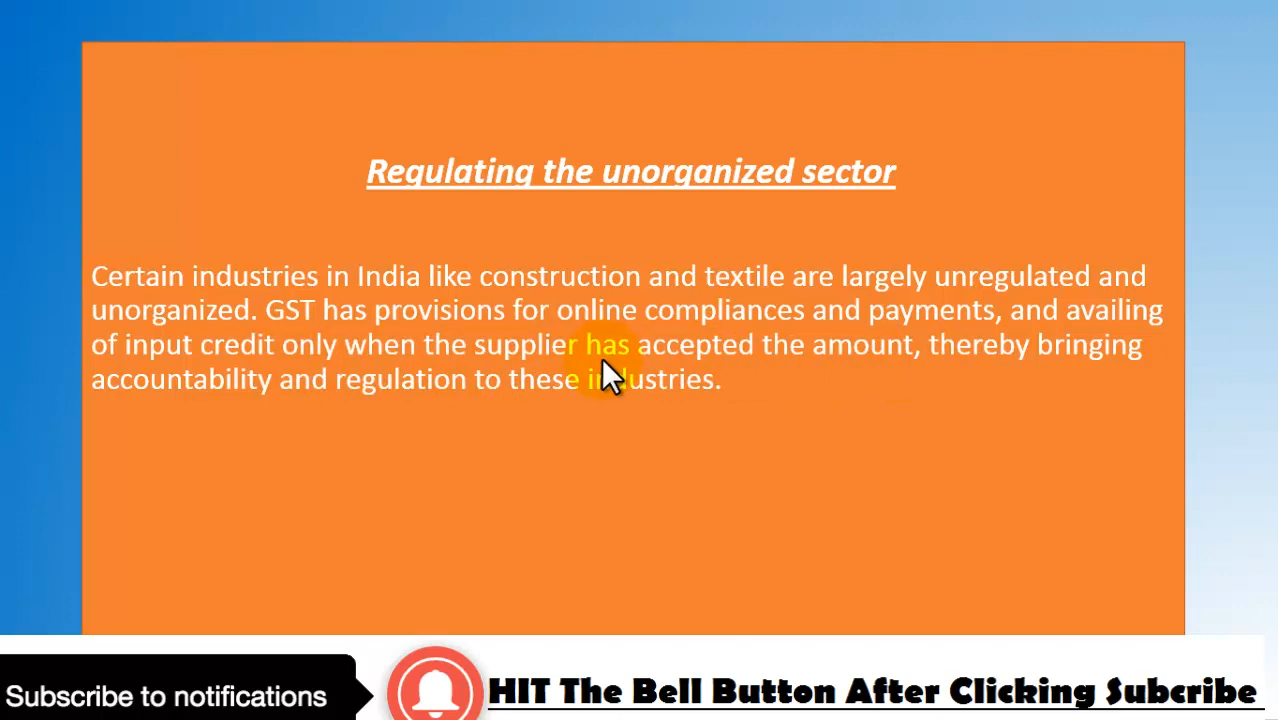 Regulating the unorganized sector
Certain industries in India like construction and textile are largely unregulated and
unorganized. GST has provisions for online compliances and payments, and availing
of input credit only when the supplier has accepted the amount, thereby bringing
accountability and regulation to these industries.
Subscribe to notifications
HIT The Bell Button After Clicking Subcribe